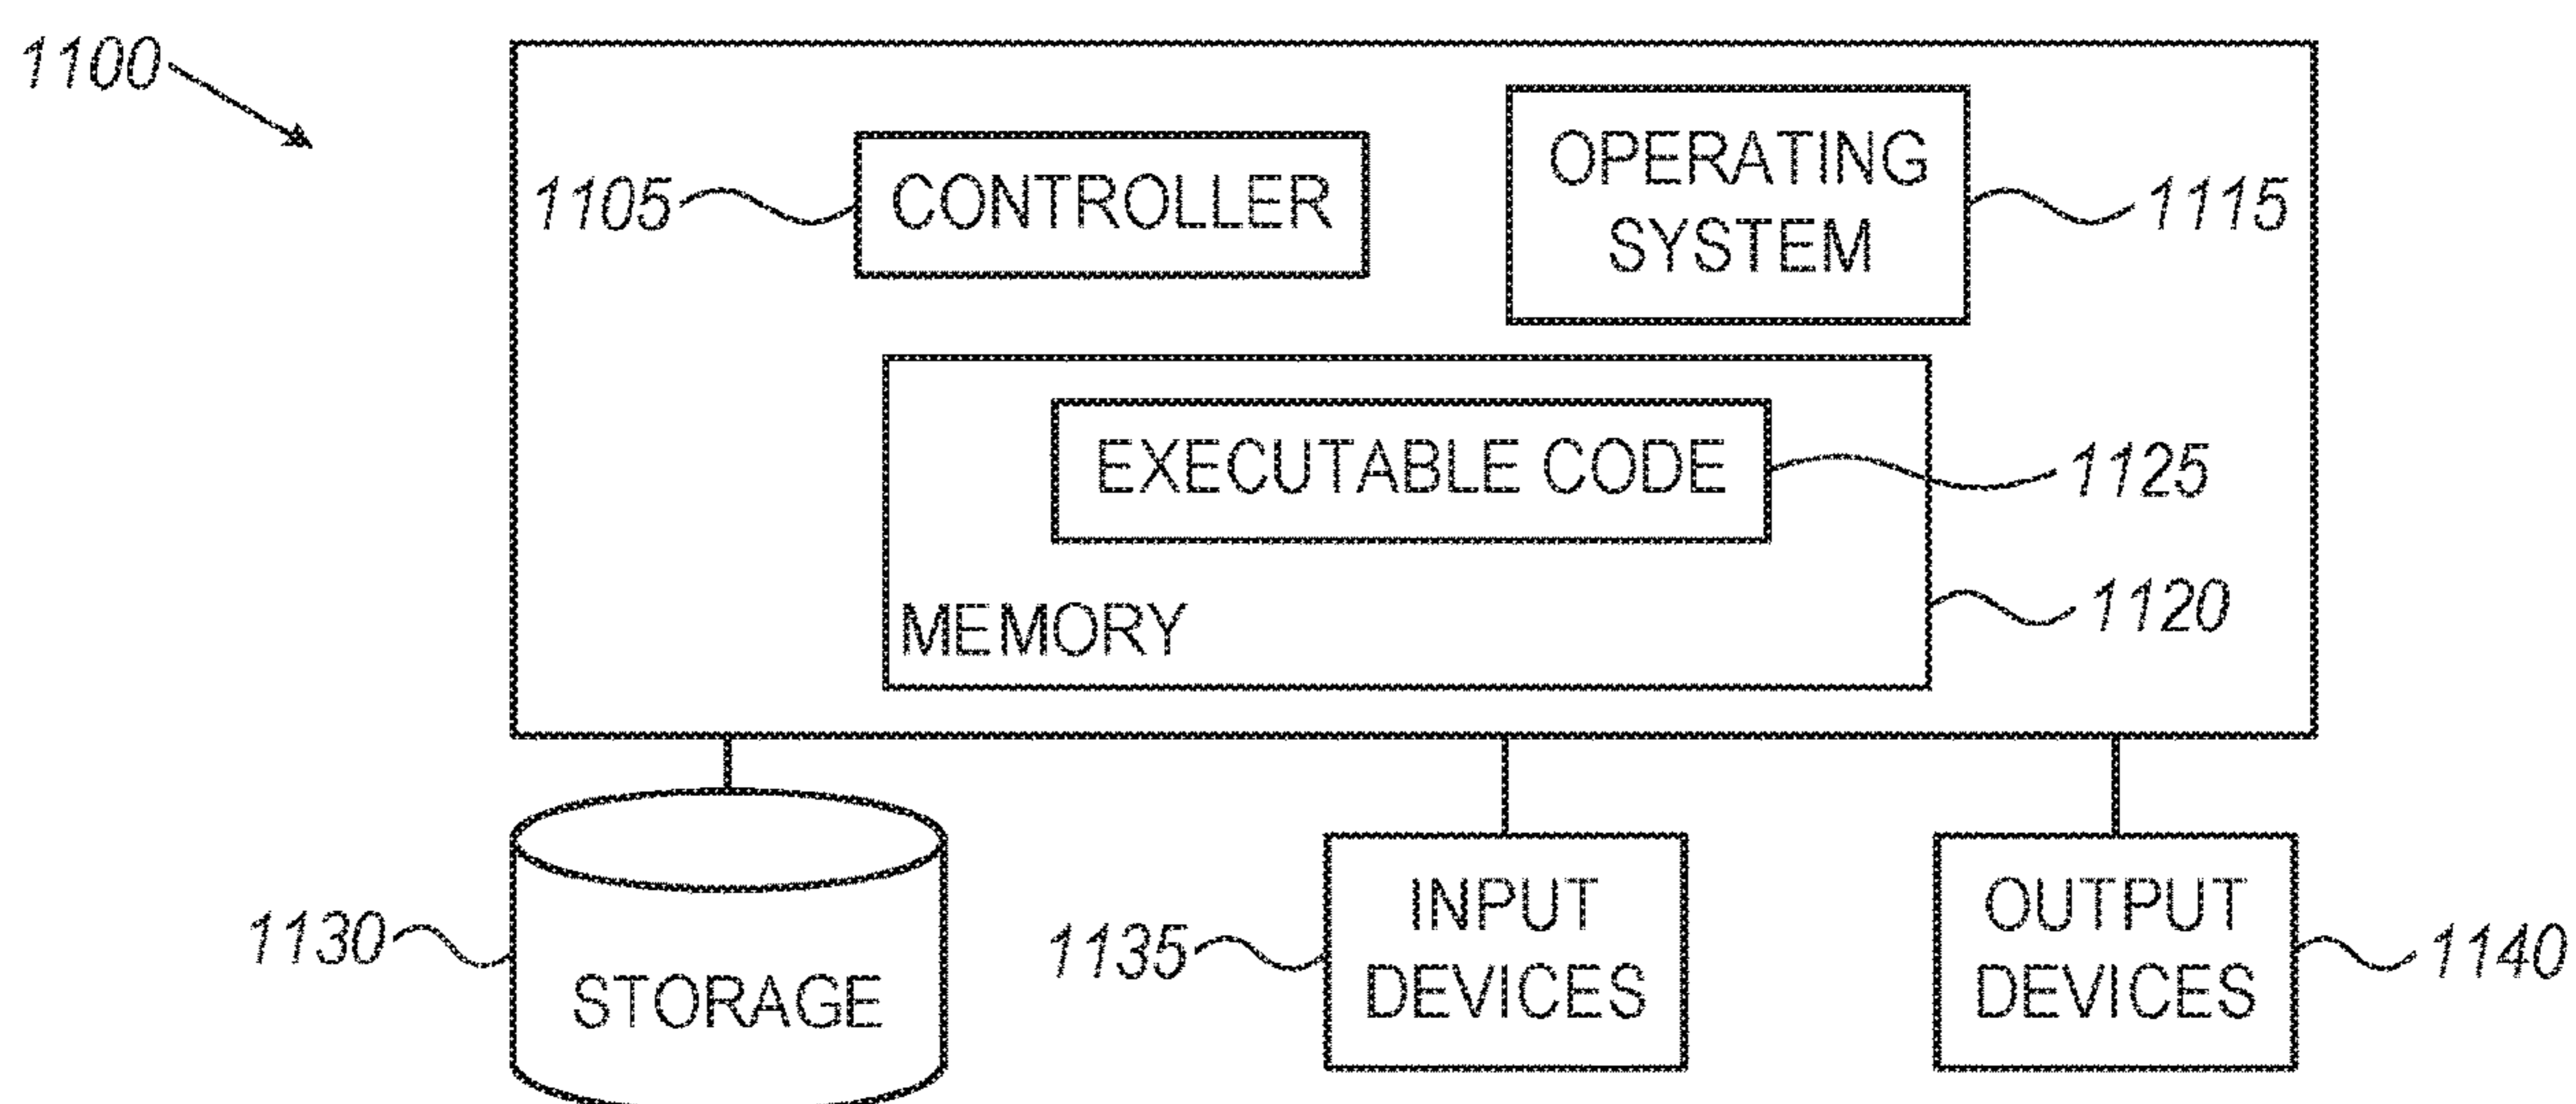 1100
1105
CONTROLLER
OPERATING
SYSTEM
1115
EXECUTABLE CODE
1125
MEMORY
1120
1130
STORAGE
1135
INPUT
DEVICES
OUTPUT
DEVICES
1140